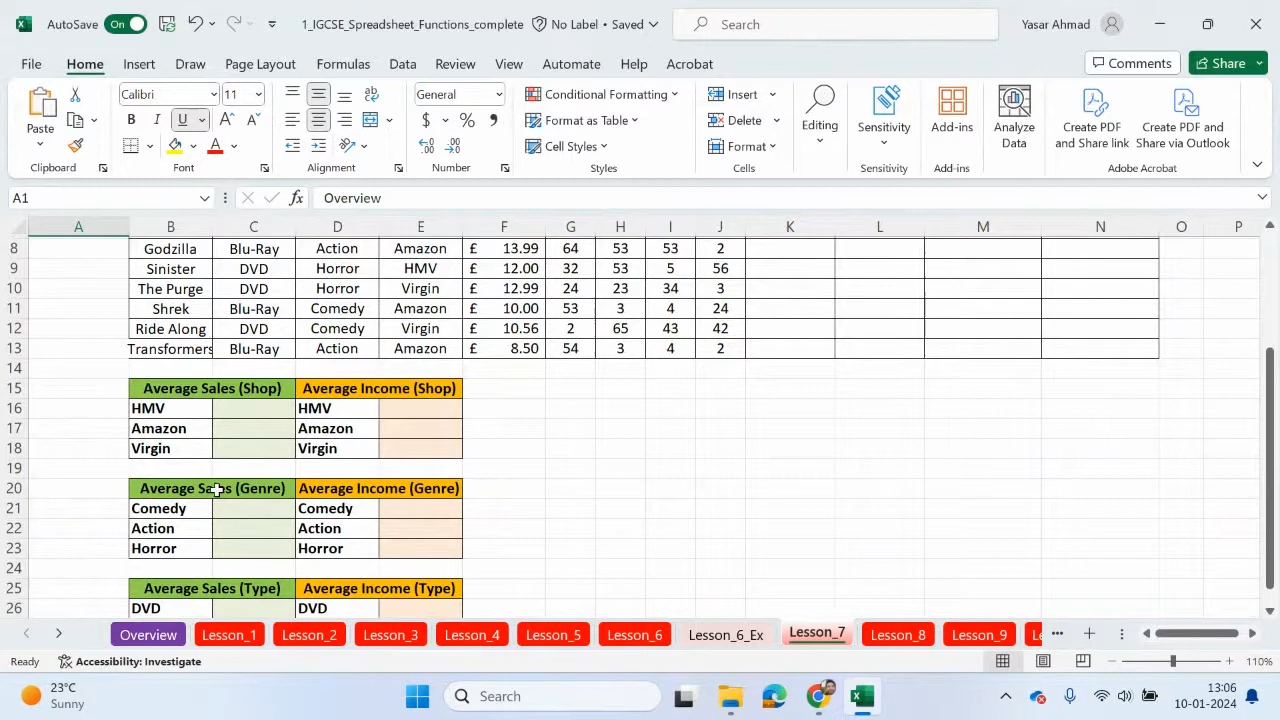 AutoSave On 1_IGCSE_Spreadsheet_Functions_complete No Label • Saved Search Yasar Ahmad
File Home Insert Draw Page Layout Formulas Data Review View Automate Help Acrobat Comments Share
Paste Calibri 11 B I U A A A General $ % 9 Conditional Formatting Format as Table Cell Styles Insert Delete Format Editing Sensitivity Add-ins Analyze Data Create PDF and Share link Create PDF and Share via Outlook
Clipboard Font Alignment Number Styles Cells Sensitivity Add-ins Adobe Acrobat
A1 fx Overview
A B C D E F G H I J K L M N O P
8 Godzilla Blu-Ray Action Amazon £ 13.99 64 53 53 2
9 Sinister DVD Horror HMV £ 12.00 32 53 5 56
10 The Purge DVD Horror Virgin £ 12.99 24 23 34 3
11 Shrek Blu-Ray Comedy Amazon £ 10.00 53 3 4 24
12 Ride Along DVD Comedy Virgin £ 10.56 2 65 43 42
13 Transformers Blu-Ray Action Amazon £ 8.50 54 3 4 2
14
15 Average Sales (Shop) Average Income (Shop)
16 HMV HMV
17 Amazon Amazon
18 Virgin Virgin
19
20 Average Sales (Genre) Average Income (Genre)
21 Comedy Comedy
22 Action Action
23 Horror Horror
24
25 Average Sales (Type) Average Income (Type)
26 DVD DVD
Overview Lesson_1 Lesson_2 Lesson_3 Lesson_4 Lesson_5 Lesson_6 Lesson_6_Ex Lesson_7 Lesson_8 Lesson_9
Ready Accessibility: Investigate 110%
23°C Sunny Search 13:06 10-01-2024